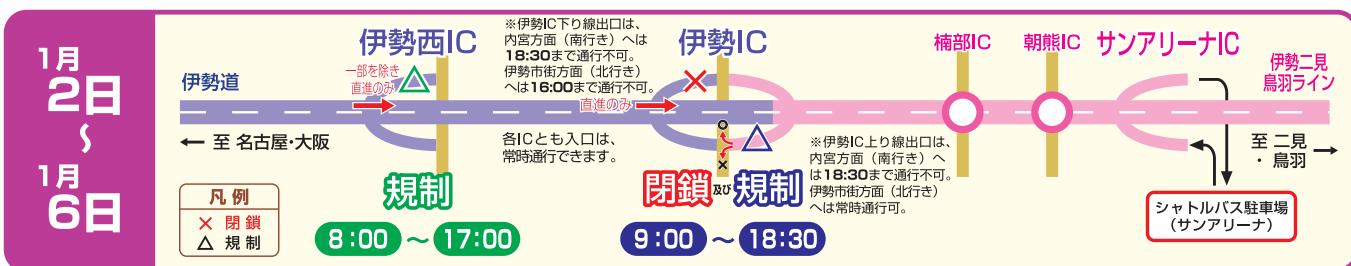 1月
2日
〜
1月
6日
伊勢道
← 至 名古屋・大阪
凡例
× 閉鎖
△ 規制
伊勢西IC
一部を除き
直進のみ
規制
8:00 〜 17:00
※伊勢IC下り線出口は、
内宮方面（南行き）へは
18:30まで通行不可。
伊勢市街方面（北行き）
へは16:00まで通行不可。
直進のみ
各ICとも入口は、
常時通行できます。
伊勢IC
閉鎖 及び 規制
9:00 〜 18:30
※伊勢IC上り線出口は、
内宮方面（南行き）へ
は18:30まで通行不可。
伊勢市街方面（北行き）
へは常時通行可。
楠部IC
朝熊IC
サンアリーナIC
伊勢二見
鳥羽ライン
至 二見
・ 鳥羽 →
シャトルバス駐車場
（サンアリーナ）